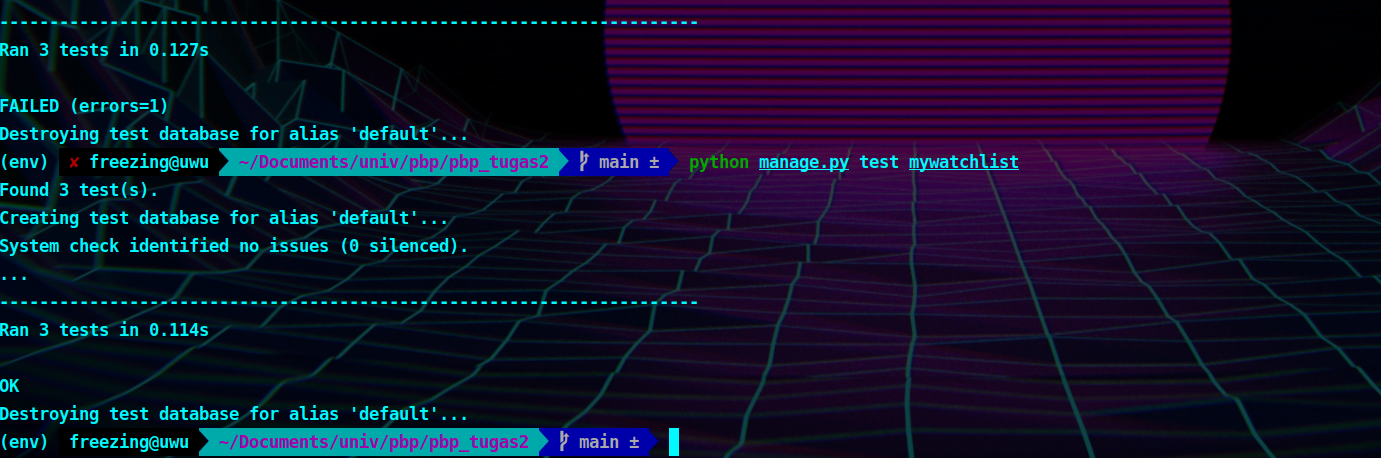 ----------------------------------------------------------------------
Ran 3 tests in 0.127s
FAILED (errors=1)
Destroying test database for alias 'default'...
(env) ✘ freezing@uwu ~/Documents/univ/pbp/pbp_tugas2 main ± python manage.py test mywatchlist
Found 3 test(s).
Creating test database for alias 'default'...
System check identified no issues (0 silenced).
...
----------------------------------------------------------------------
Ran 3 tests in 0.114s
OK
Destroying test database for alias 'default'...
(env) freezing@uwu ~/Documents/univ/pbp/pbp_tugas2 main ±